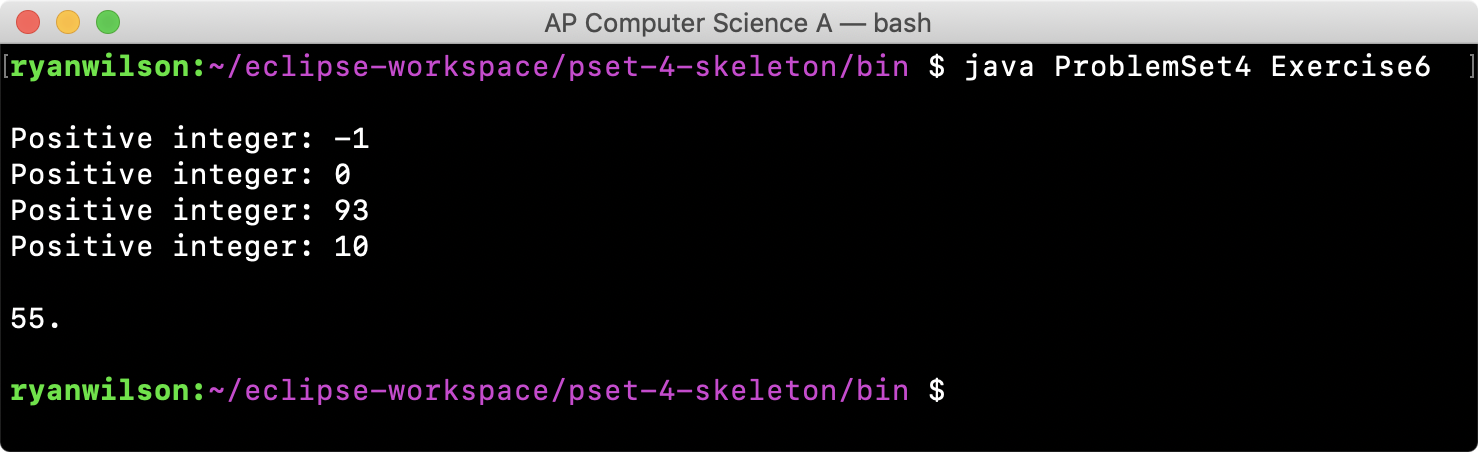 AP Computer Science A — bash
[ryanwilson:~/eclipse-workspace/pset-4-skeleton/bin $ java ProblemSet4 Exercise6 ]
Positive integer: -1
Positive integer: 0
Positive integer: 93
Positive integer: 10
55.
ryanwilson:~/eclipse-workspace/pset-4-skeleton/bin $